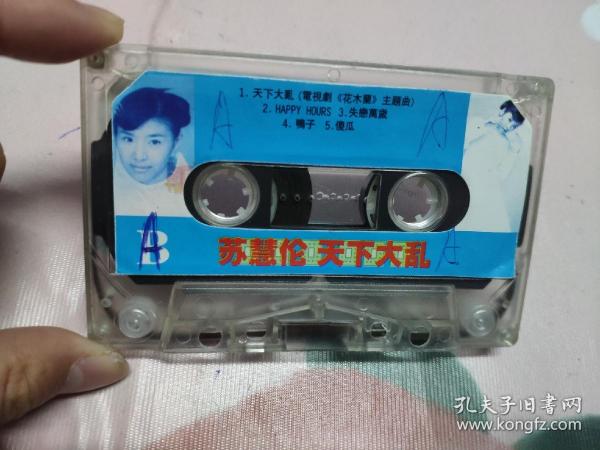 1. 天下大亂 (電視劇《花木蘭》主題曲)
2. HAPPY HOURS 3.失戀萬歲
4. 鴨子 5.傻瓜
A
A
B
A
A
苏慧伦 天下大乱
孔夫子旧书网
www.kongfz.com